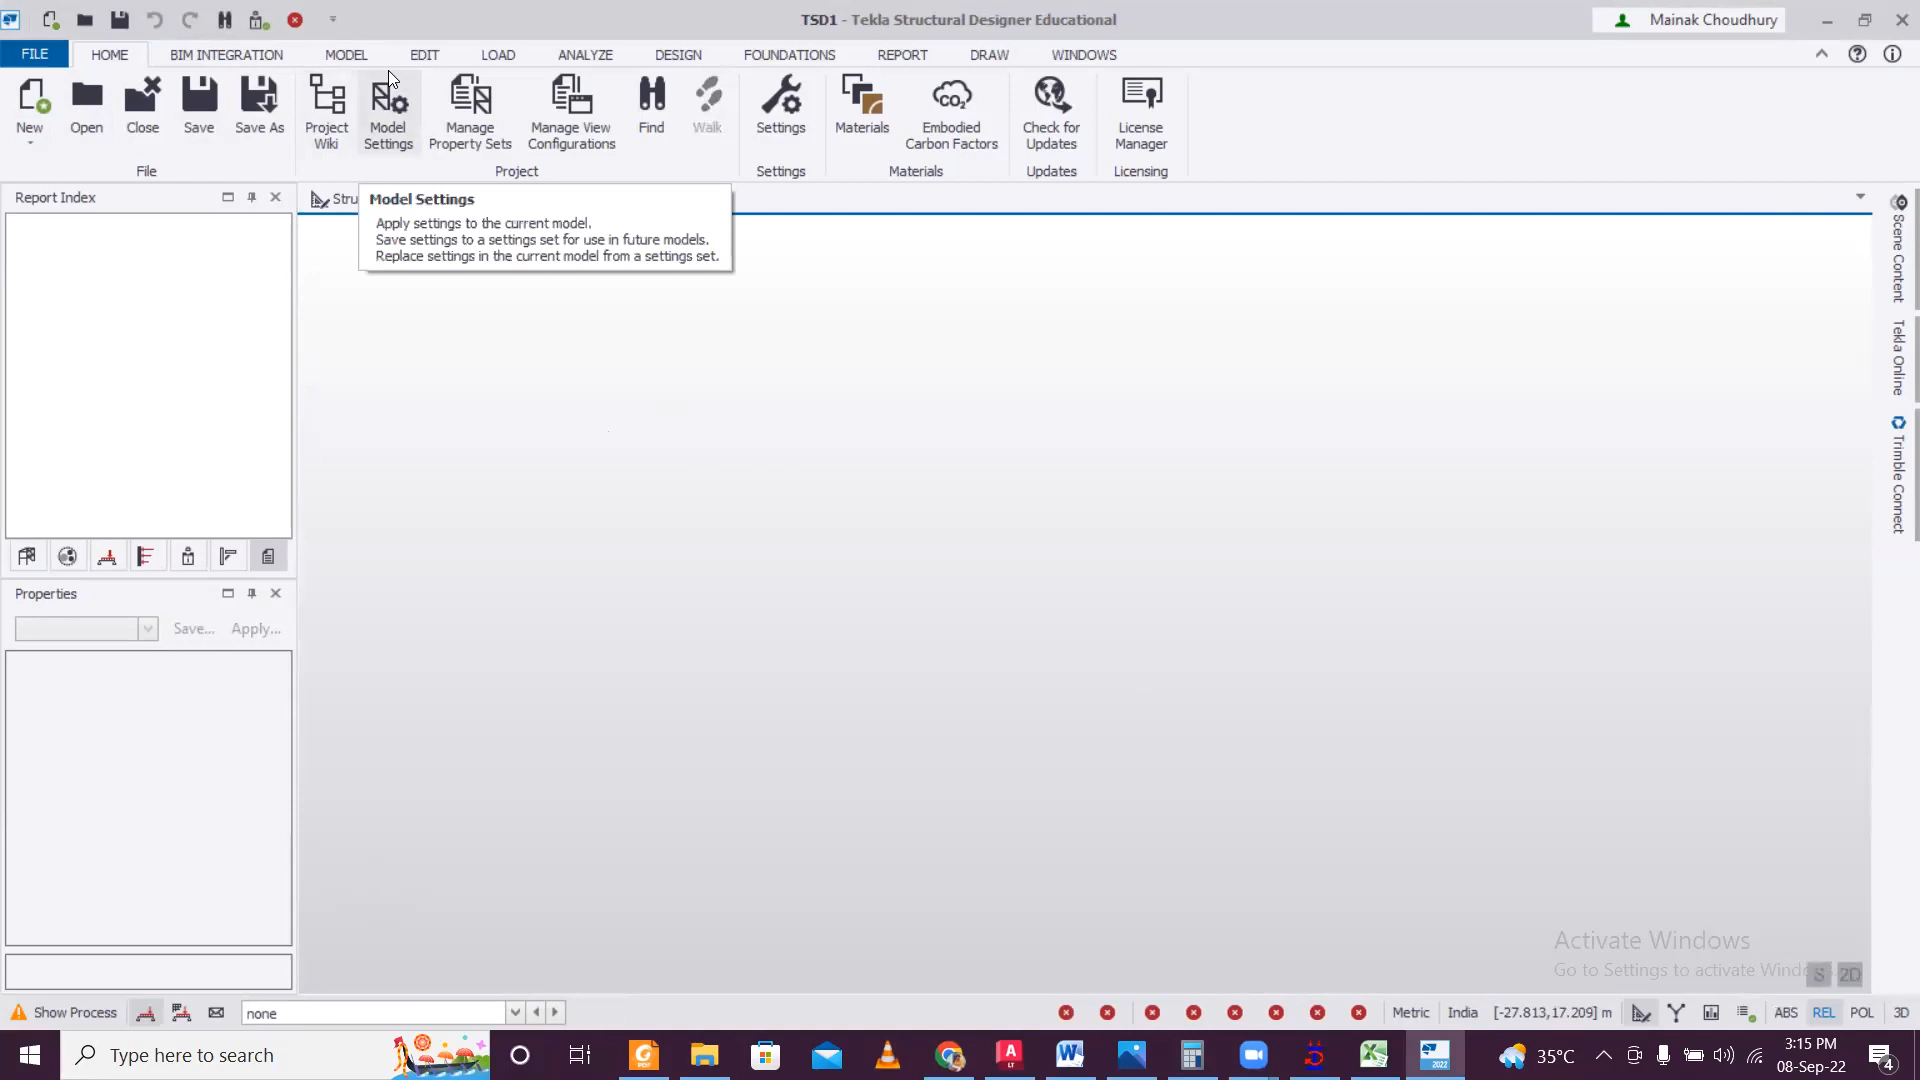 TSD1 - Tekla Structural Designer Educational
Mainak Choudhury
FILE HOME BIM INTEGRATION MODEL EDIT LOAD ANALYZE DESIGN FOUNDATIONS REPORT DRAW WINDOWS
New Open Close Save Save As Project Wiki Model Settings Manage Property Sets Manage View Configurations Find Walk Settings Materials Embodied Carbon Factors Check for Updates License Manager
File Project Settings Materials Updates Licensing
Report Index
Stru
Model Settings
Apply settings to the current model.
Save settings to a settings set for use in future models.
Replace settings in the current model from a settings set.
Scene Content
Tekla Online
Trimble Connect
Properties
Save... Apply...
Activate Windows
Go to Settings to activate Wind
S 2D
Show Process none Metric India [-27.813,17.209] m ABS REL POL 3D
Type here to search
PDF
A
LT
W
2022
35°C
3:15 PM
08-Sep-22
4